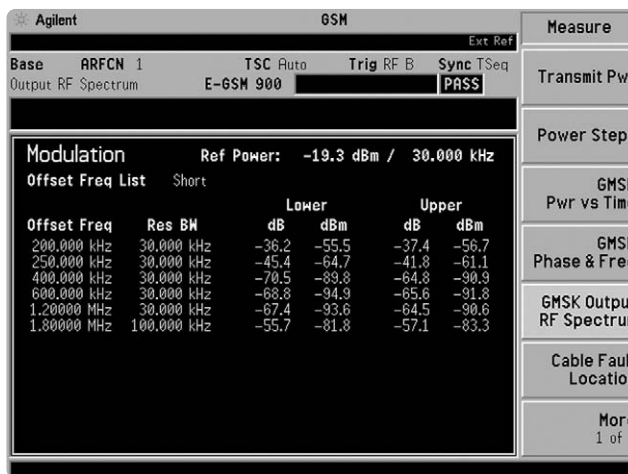 Agilent GSM
Ext Ref
Base ARFCN 1 TSC Auto Trig RF B Sync TSeq
Output RF Spectrum E-GSM 900 PASS
Modulation Ref Power: -19.3 dBm / 30.000 kHz
Offset Freq List Short
Lower Upper
Offset Freq Res BW dB dBm dB dBm
200.000 kHz 30.000 kHz -36.2 -55.5 -37.4 -56.7
250.000 kHz 30.000 kHz -45.4 -64.7 -41.8 -61.1
400.000 kHz 30.000 kHz -70.5 -89.8 -64.8 -90.9
600.000 kHz 30.000 kHz -68.8 -94.9 -65.6 -91.8
1.20000 MHz 30.000 kHz -67.4 -93.6 -64.5 -90.6
1.80000 MHz 100.000 kHz -55.7 -81.8 -57.1 -83.3
Measure
Transmit Pw
Power Step
GMS
Pwr vs Tim
GMS
Phase & Fre
GMSK Outpu
RF Spectru
Cable Faul
Locatio
Mor
1 of